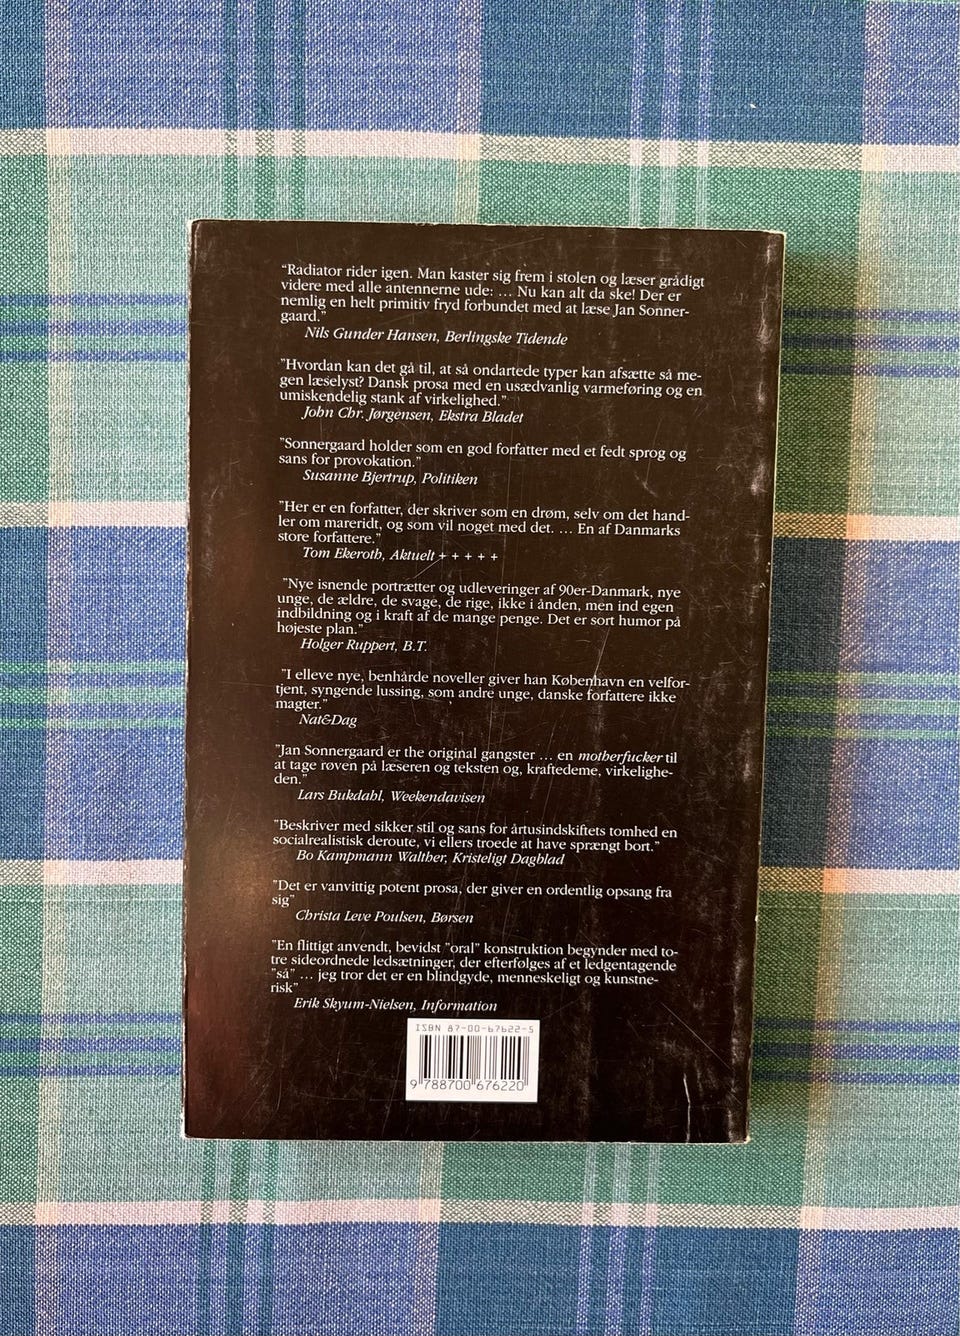 “Radiator rider igen. Man kaster sig frem i stolen og læser grådigt
videre med alle antennerne ude: ... Nu kan alt da ske! Der er
nemlig en helt primitiv fryd forbundet med at læse Jan Sonner-
gaard.”
Nils Gunder Hansen, Berlingske Tidende
”Hvordan kan det gå til, at så ondartede typer kan afsætte så me-
gen læselyst? Dansk prosa med en usædvanlig varmeføring og en
umiskendelig stank af virkelighed.”
John Chr. Jørgensen, Ekstra Bladet
”Sonnergaard holder som en god forfatter med et fedt sprog og
sans for provokation.”
Susanne Bjertrup, Politiken
”Her er en forfatter, der skriver som en drøm, selv om det hand-
ler om mareridt, og som vil noget med det. ... En af Danmarks
store forfattere.”
Tom Ekeroth, Aktuelt + + + + +
”Nye isnende portrætter og udleveringer af 90er-Danmark, nye
unge, de ældre, de svage, de rige, ikke i ånden, men ind egen
indbildning og i kraft af de mange penge. Det er sort humor på
højeste plan.”
Holger Ruppert, B.T.
”I elleve nye, benhårde noveller giver han København en velfor-
tjent, syngende lussing, som andre unge, danske forfattere ikke
magter.”
Nat&Dag
”Jan Sonnergaard er the original gangster ... en motherfucker til
at tage røven på læseren og teksten og, kraftedeme, virkelighe-
den.”
Lars Bukdahl, Weekendavisen
”Beskriver med sikker stil og sans for årtusindskiftets tomhed en
socialrealistisk deroute, vi ellers troede at have sprængt bort.”
Bo Kampmann Walther, Kristeligt Dagblad
”Det er vanvittig potent prosa, der giver en ordentlig opsang fra
sig”
Christa Leve Poulsen, Børsen
”En flittigt anvendt, bevidst ”oral” konstruktion begynder med to-
tre sideordnede ledsætninger, der efterfølges af et ledgentagende
”så” ... jeg tror det er en blindgyde, menneskeligt og kunstne-
risk”
Erik Skyum-Nielsen, Information
ISBN 87-00-67622-5
9 788700 676220